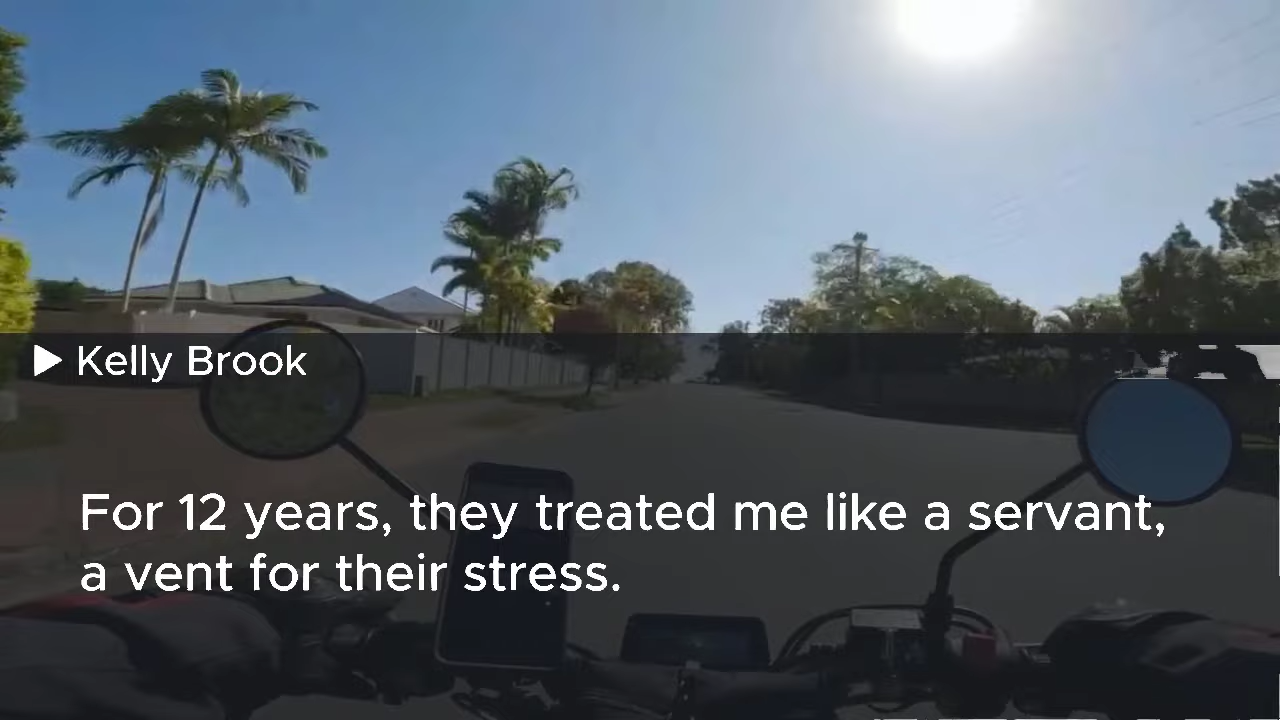 Kelly Brook
For 12 years, they treated me like a servant,
a vent for their stress.